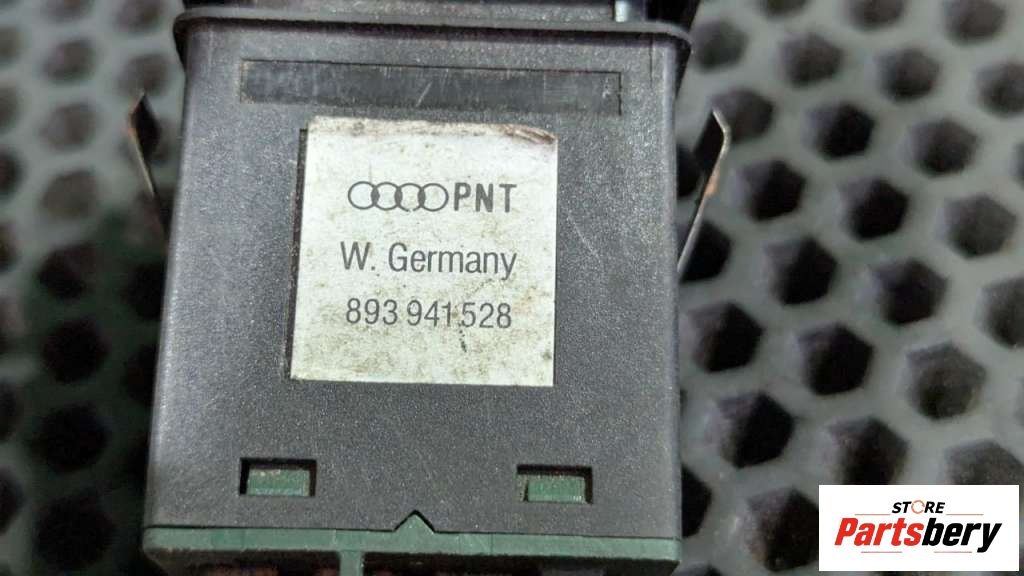 PNT
W. Germany
893 941 528
STORE
Partsbery